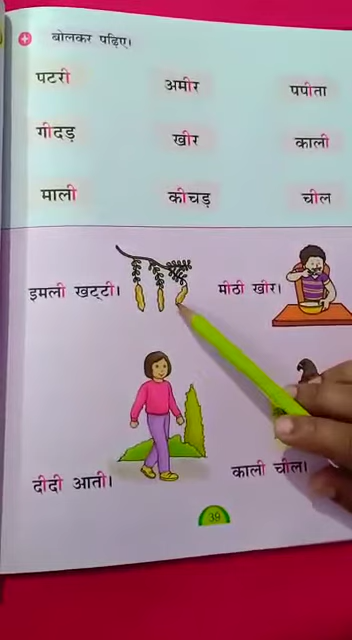 बोलकर पढ़िए।
पटरी अमीर पपीता
गीदड़ खीर काली
माली कीचड़ चील
इमली खट्टी। मीठी खीर।
दीदी आती। काली चील।
39